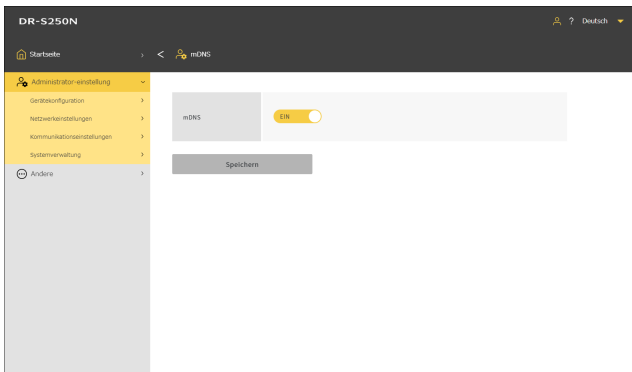 DR-S250N
? Deutsch
Startseite
< mDNS
Administrator-einstellung
Gerätekonfiguration
Netzwerkeinstellungen
Kommunikationseinstellungen
Systemverwaltung
Andere
mDNS
EIN
Speichern